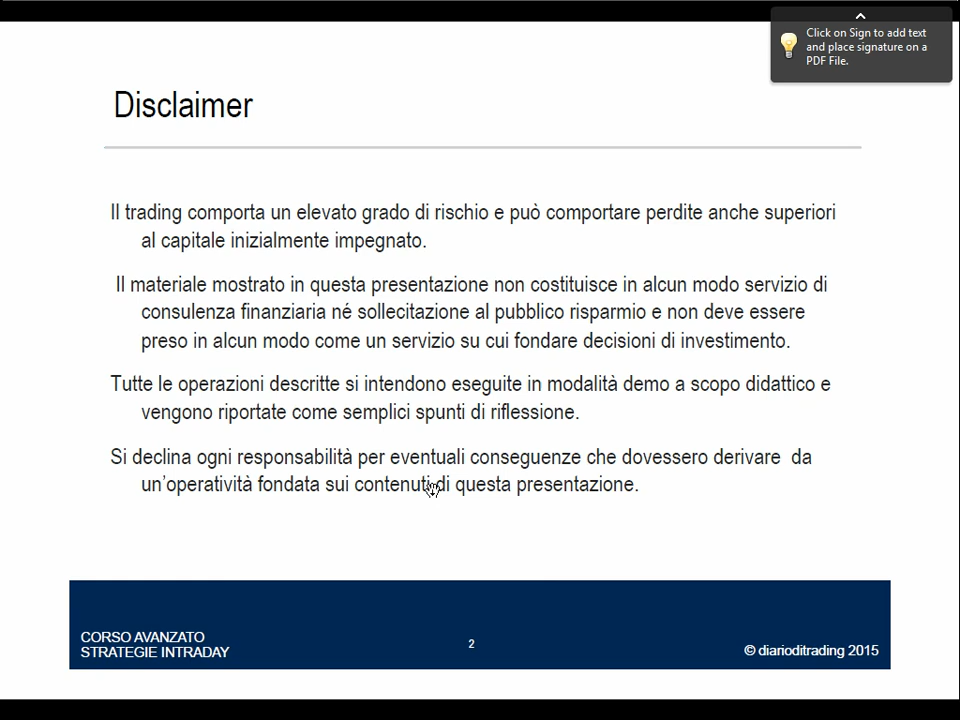 Click on Sign to add text
and place signature on a
PDF File.
Disclaimer
Il trading comporta un elevato grado di rischio e può comportare perdite anche superiori
al capitale inizialmente impegnato.
Il materiale mostrato in questa presentazione non costituisce in alcun modo servizio di
consulenza finanziaria né sollecitazione al pubblico risparmio e non deve essere
preso in alcun modo come un servizio su cui fondare decisioni di investimento.
Tutte le operazioni descritte si intendono eseguite in modalità demo a scopo didattico e
vengono riportate come semplici spunti di riflessione.
Si declina ogni responsabilità per eventuali conseguenze che dovessero derivare da
un'operatività fondata sui contenuti di questa presentazione.
CORSO AVANZATO
STRATEGIE INTRADAY
2
© diarioditrading 2015